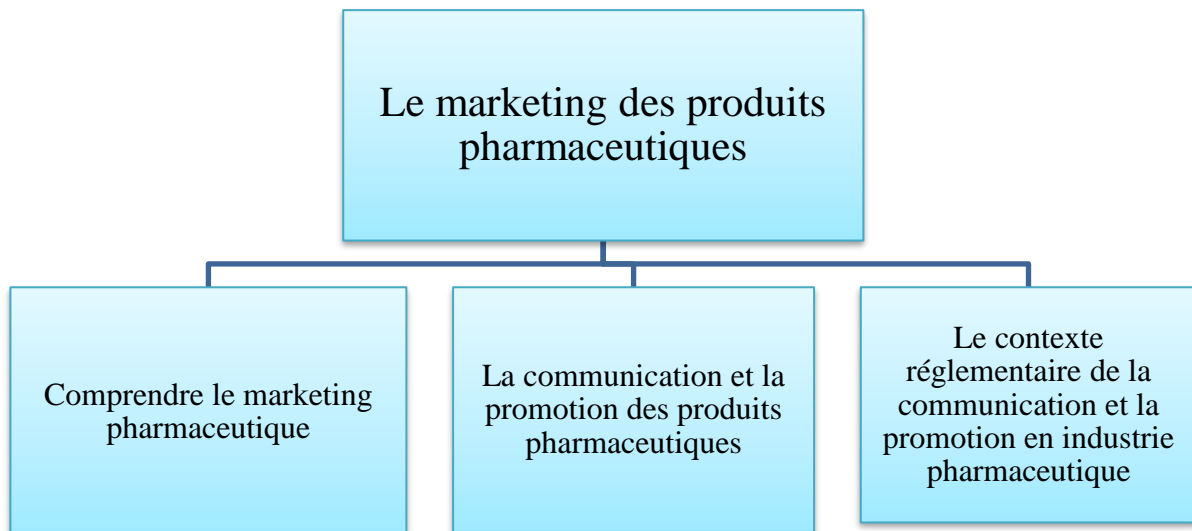 Le marketing des produits
pharmaceutiques
Comprendre le marketing
pharmaceutique
La communication et la
promotion des produits
pharmaceutiques
Le contexte
réglementaire de la
communication et la
promotion en industrie
pharmaceutique